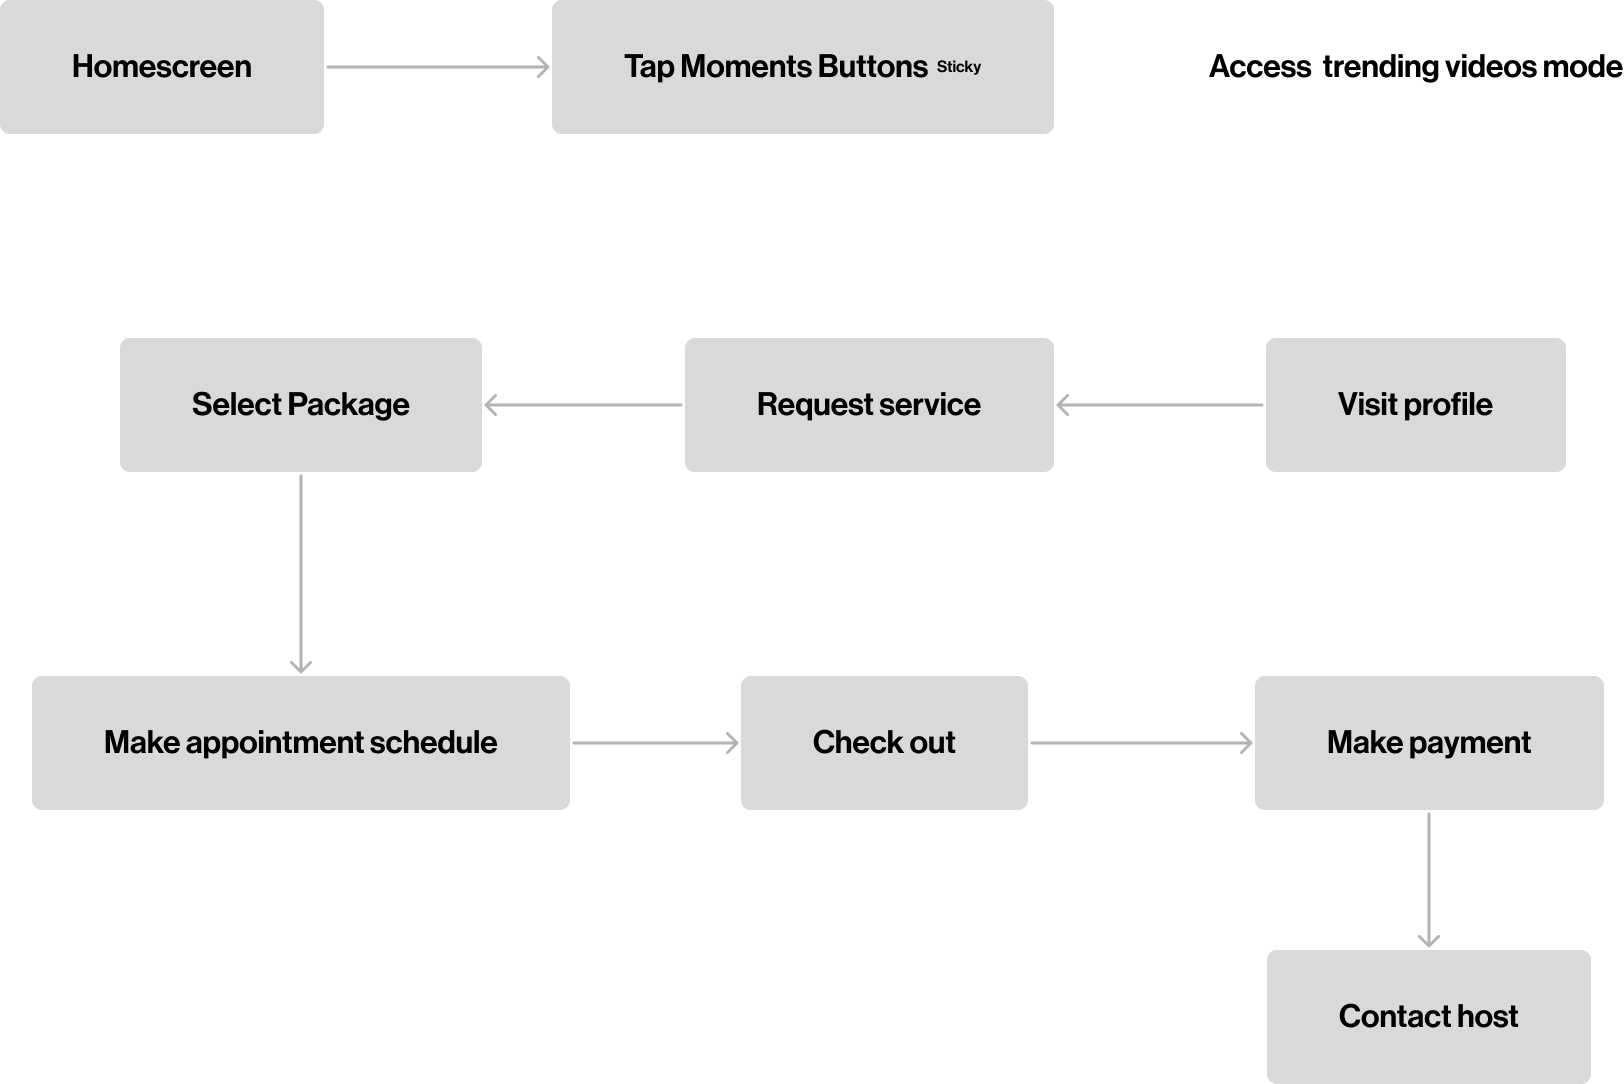 Homescreen
Tap Moments Buttons Sticky
Access trending videos mode
Select Package
Request service
Visit profile
Make appointment schedule
Check out
Make payment
Contact host